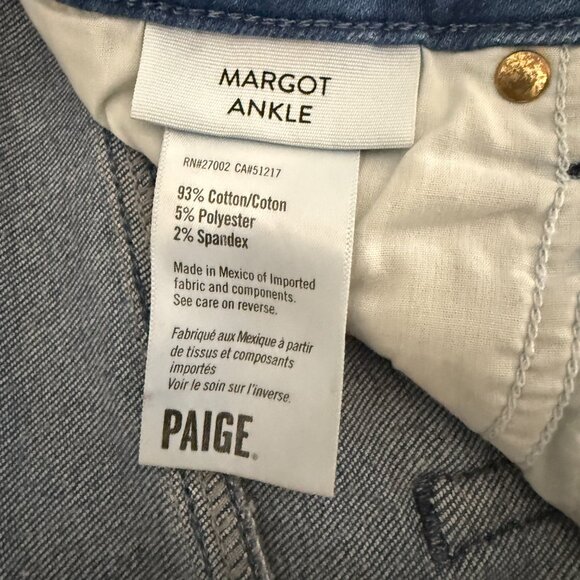 MARGOT
ANKLE
RN#27002 CA#51217
93% Cotton/Coton
5% Polyester
2% Spandex
Made in Mexico of Imported
fabric and components.
See care on reverse.
Fabriqué aux Mexique à partir
de tissus et composants
importés
Voir le soin sur l'inverse.
PAIGE